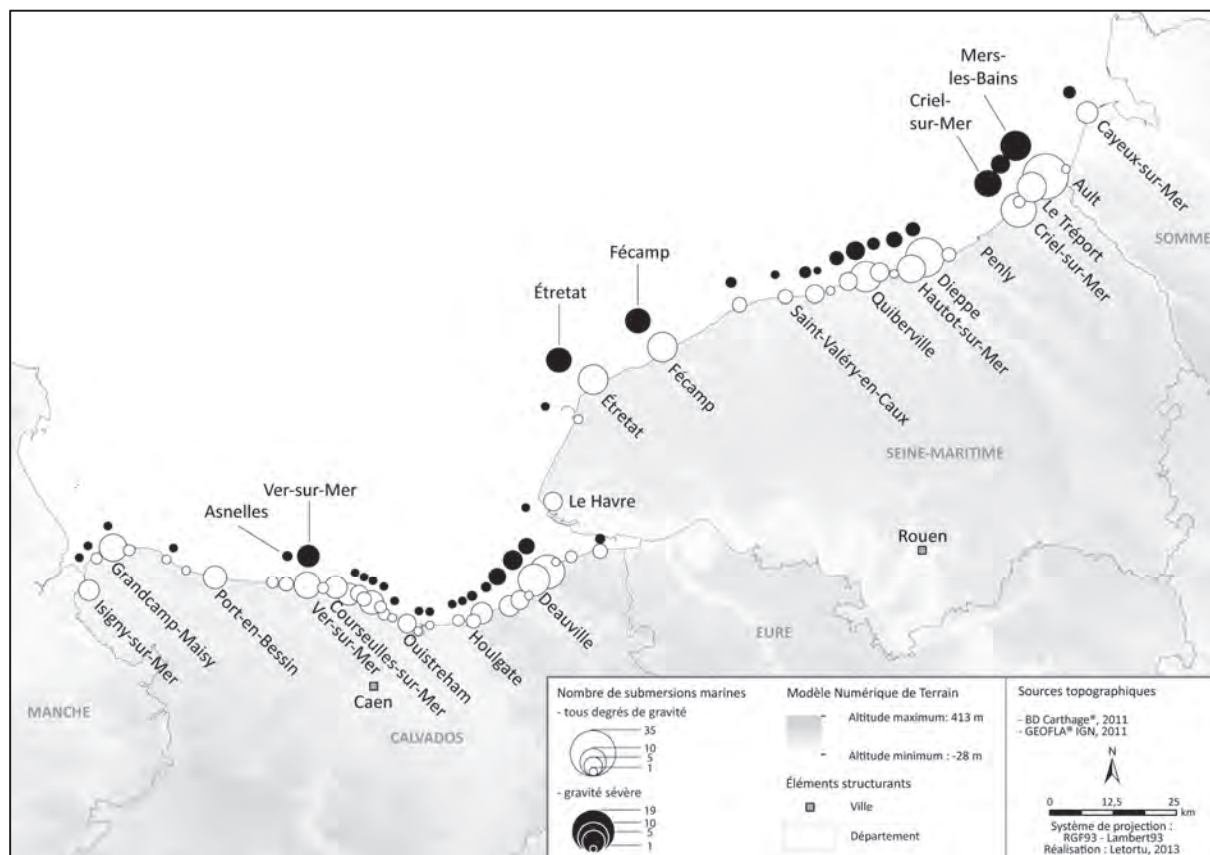 Mers-
les-Bains
Criel-
sur-Mer
Cayeux-sur-Mer
Ault
Le Tréport
Criel-sur-Mer
SOMME
Penly
Dieppe
Hautot-sur-Mer
Quiberville
Saint-Valéry-en-Caux
Fécamp
Fécamp
Étretat
Étretat
SEINE-MARITIME
Le Havre
Rouen
Ver-sur-Mer
Asnelles
Grandcamp-Maisy
Isigny-sur-Mer
Port-en-Bessin
Ver-sur-Mer
Courseulles-sur-Mer
Ouistreham
Houlgate
Deauville
Caen
EURE
MANCHE
CALVADOS
Nombre de submersions marines
- tous degrés de gravité
35
10
5
1
- gravité sévère
19
10
5
1
Modèle Numérique de Terrain
Altitude maximum: 413 m
Altitude minimum : -28 m
Éléments structurants
Ville
Département
Sources topographiques
- BD Carthage®, 2011
- GEOFLA® IGN, 2011
N
0 12,5 25
km
Système de projection :
RGF93 - Lambert93
Réalisation : Letortu, 2013